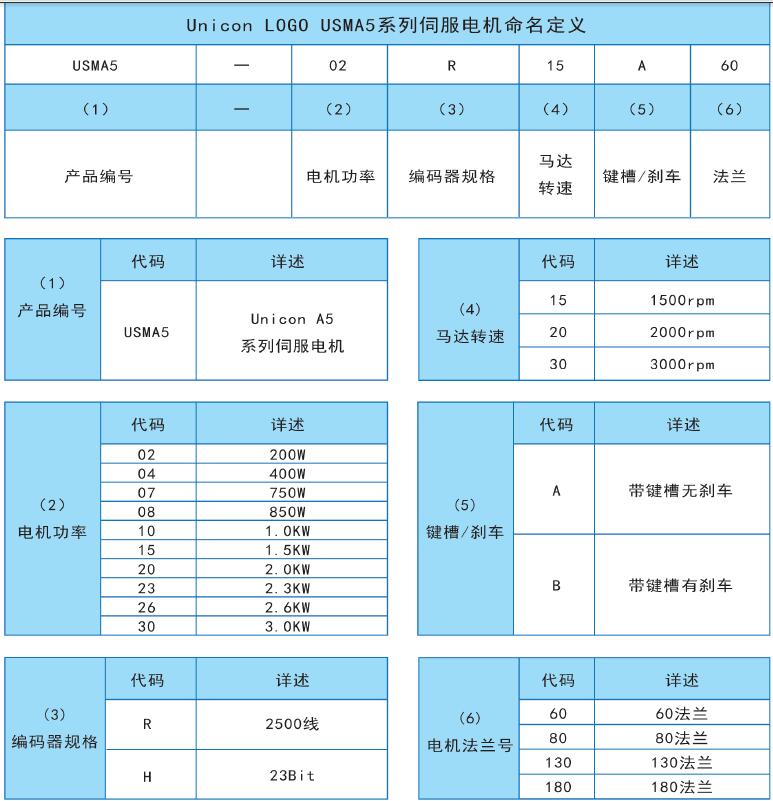 Unicon LOGO USMA5系列伺服电机命名定义
USMA5 — 02 R 15 A 60
（1） — （2） （3） （4） （5） （6）
产品编号 电机功率 编码器规格 马达转速 键槽/刹车 法兰
（1）
产品编号
代码 详述
USMA5 Unicon A5
系列伺服电机
（4）
马达转速
代码 详述
15 1500rpm
20 2000rpm
30 3000rpm
（2）
电机功率
代码 详述
02 200W
04 400W
07 750W
08 850W
10 1.0KW
15 1.5KW
20 2.0KW
23 2.3KW
26 2.6KW
30 3.0KW
（5）
键槽/刹车
代码 详述
A 带键槽无刹车
B 带键槽有刹车
（3）
编码器规格
代码 详述
R 2500线
H 23Bit
（6）
电机法兰号
代码 详述
60 60法兰
80 80法兰
130 130法兰
180 180法兰